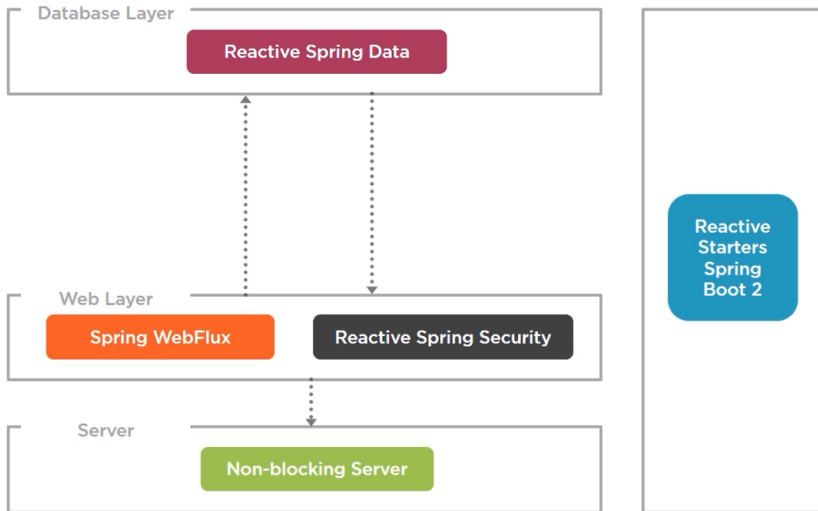 Database Layer
Reactive Spring Data
Web Layer
Spring WebFlux
Reactive Spring Security
Server
Non-blocking Server
Reactive
Starters
Spring
Boot 2